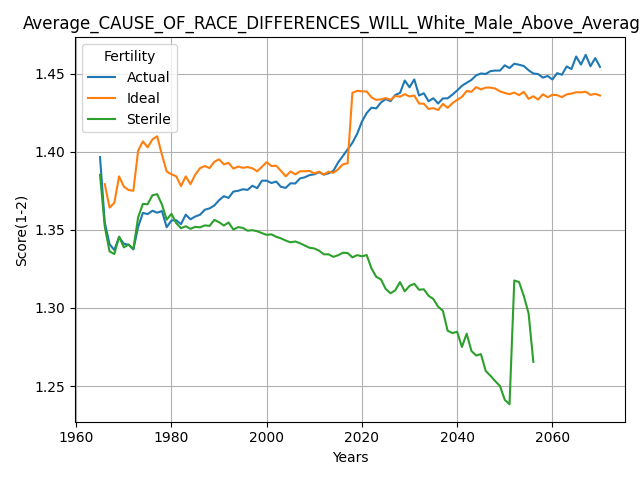 Average_CAUSE_OF_RACE_DIFFERENCES_WILL_White_Male_Above_Averag
Fertility
Actual
Ideal
Sterile
Score(1-2)
1.45
1.40
1.35
1.30
1.25
1960 1980 2000 2020 2040 2060
Years